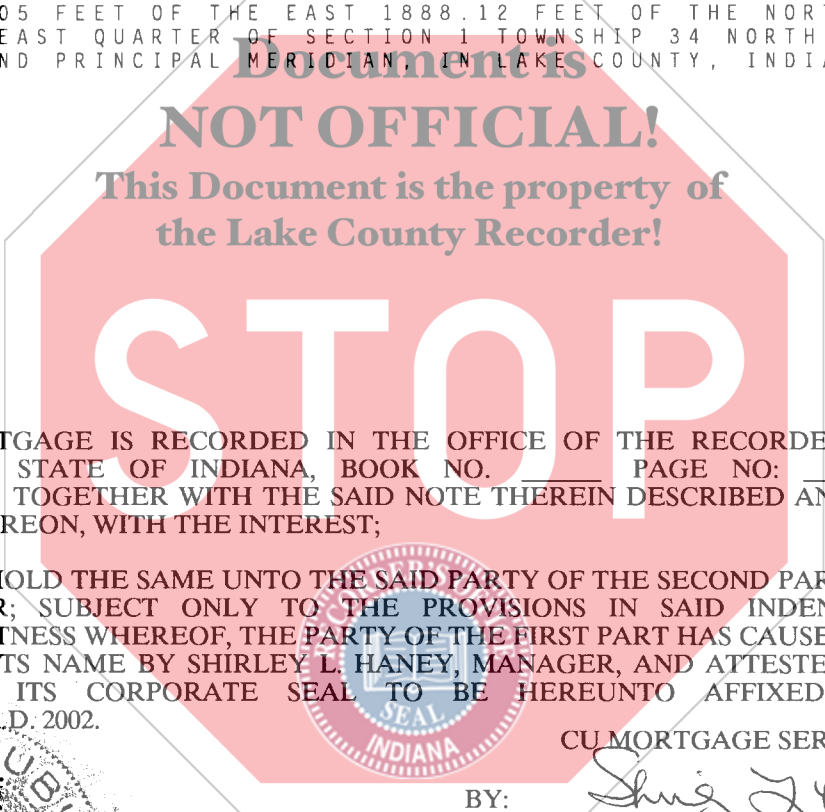 05 FEET OF THE EAST 1888.12 FEET OF THE NOR
EAST QUARTER OF SECTION 1 TOWNSHIP 34 NORTH
ND PRINCIPAL MERIDIAN, IN LAKE COUNTY, INDI
Document is
NOT OFFICIAL!
This Document is the property of
the Lake County Recorder!
STOP
TGAGE IS RECORDED IN THE OFFICE OF THE RECORDE
STATE OF INDIANA, BOOK NO. ______ PAGE NO: __
TOGETHER WITH THE SAID NOTE THEREIN DESCRIBED AN
REON, WITH THE INTEREST;
HOLD THE SAME UNTO THE SAID PARTY OF THE SECOND PAR
R; SUBJECT ONLY TO THE PROVISIONS IN SAID INDEN
TNESS WHEREOF, THE PARTY OF THE FIRST PART HAS CAUSE
TS NAME BY SHIRLEY L. HANEY, MANAGER, AND ATTESTE
ITS CORPORATE SEAL TO BE HEREUNTO AFFIXED
.D. 2002.
RECORDER'S OFFICE
SEAL
INDIANA
CU MORTGAGE SER
BY: